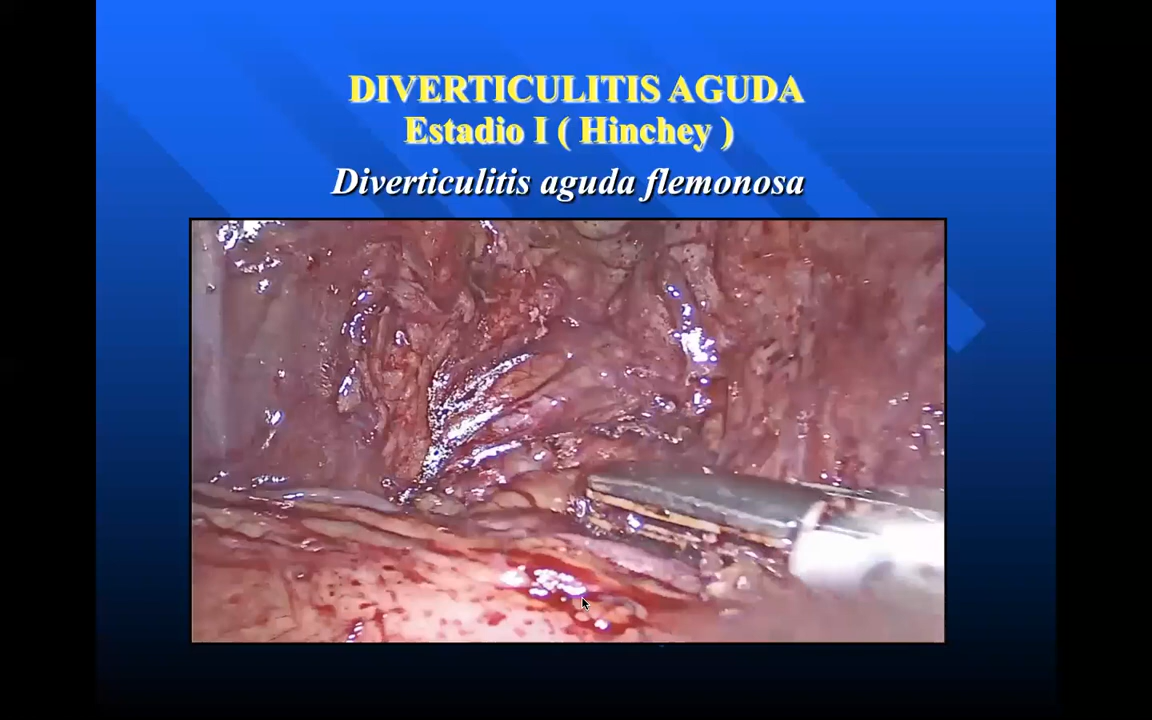 DIVERTICULITIS AGUDA
Estadio I ( Hinchey )
Diverticulitis aguda flemonosa